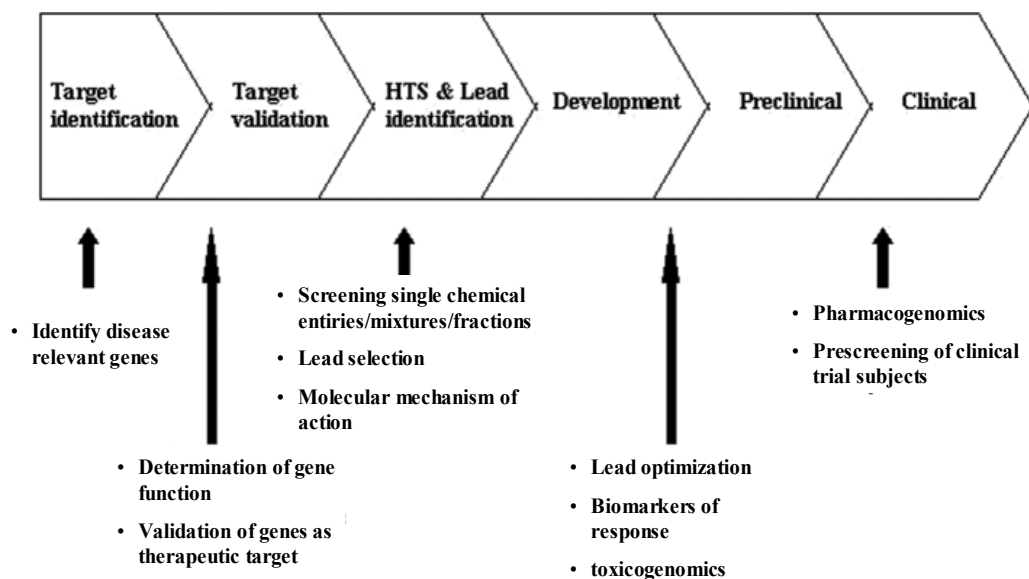 Target
identification
Target
validation
HTS & Lead
identification
Development
Preclinical
Clinical
• Identify disease
relevant genes
• Screening single chemical
entiries/mixtures/fractions
• Lead selection
• Molecular mechanism of
action
• Pharmacogenomics
• Prescreening of clinical
trial subjects
• Determination of gene
function
• Validation of genes as
therapeutic target
• Lead optimization
• Biomarkers of
response
• toxicogenomics